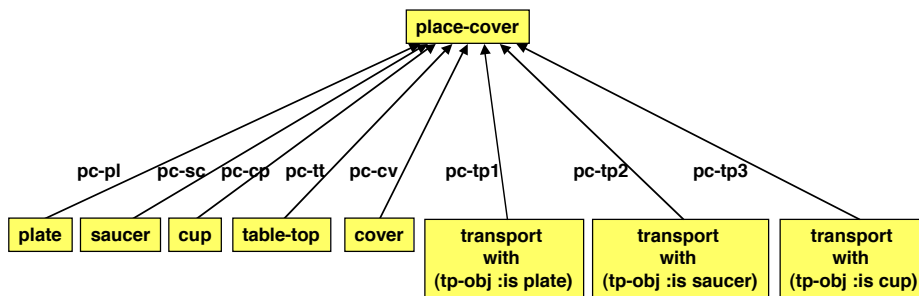 place-cover
pc-pl
pc-sc
pc-cp
pc-tt
pc-cv
pc-tp1
pc-tp2
pc-tp3
plate
saucer
cup
table-top
cover
transport
with
(tp-obj :is plate)
transport
with
(tp-obj :is saucer)
transport
with
(tp-obj :is cup)